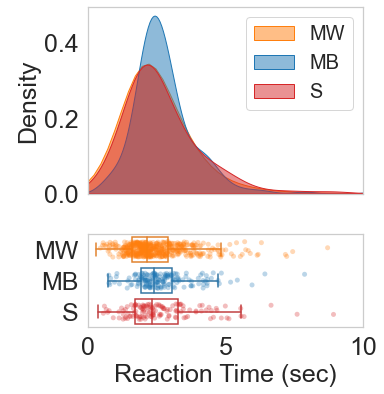 0.4
0.2
0.0
Density
MW
MB
S
MW
MB
S
0
5
10
Reaction Time (sec)